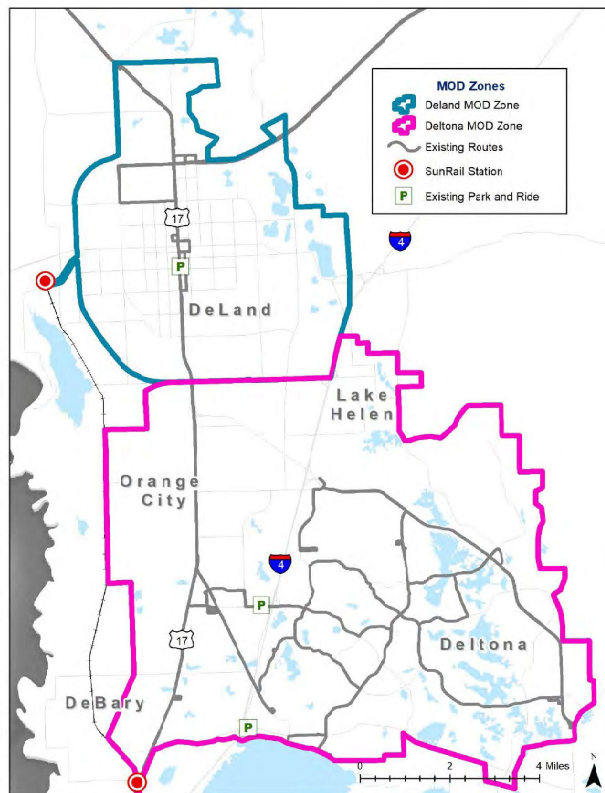 MOD Zones
Deland MOD Zone
Deltona MOD Zone
Existing Routes
SunRail Station
P Existing Park and Ride
17
4
P
DeLand
Lake
Helen
Orange
City
4
P
17
Deltona
DeBary
P
N
0 2 4 Miles